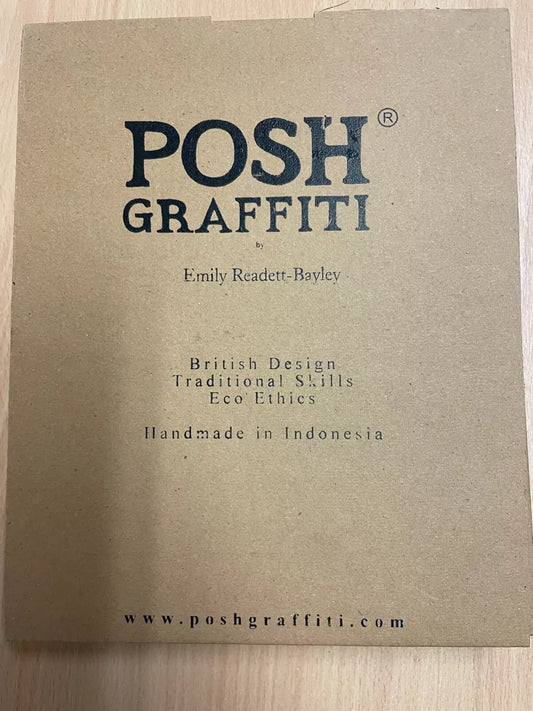 POSH ®
GRAFFITI
by
Emily Readett-Bayley
British Design
Traditional Skills
Eco Ethics
Handmade in Indonesia
www.poshgraffiti.com